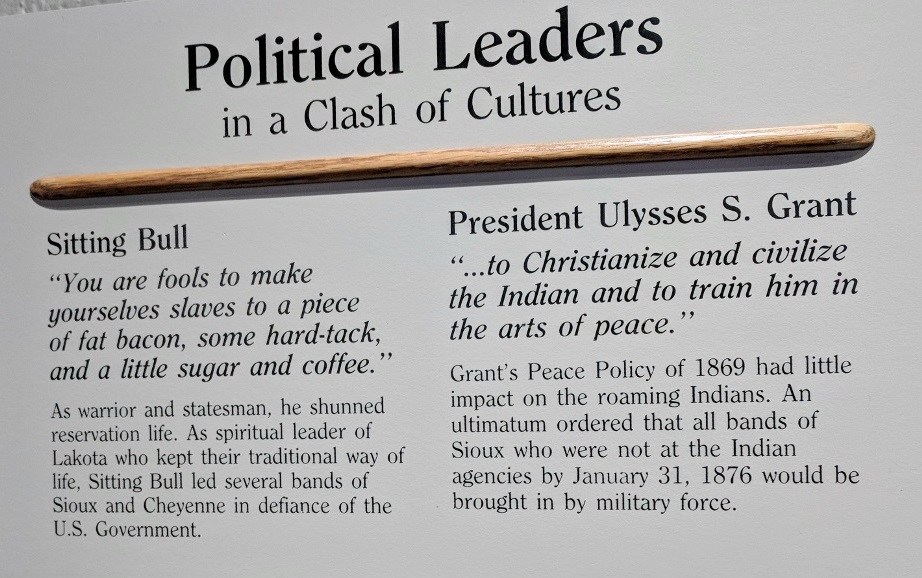 Political Leaders
in a Clash of Cultures
Sitting Bull
“You are fools to make
yourselves slaves to a piece
of fat bacon, some hard-tack,
and a little sugar and coffee.”
As warrior and statesman, he shunned
reservation life. As spiritual leader of
Lakota who kept their traditional way of
life, Sitting Bull led several bands of
Sioux and Cheyenne in defiance of the
U.S. Government.
President Ulysses S. Grant
“...to Christianize and civilize
the Indian and to train him in
the arts of peace.”
Grant’s Peace Policy of 1869 had little
impact on the roaming Indians. An
ultimatum ordered that all bands of
Sioux who were not at the Indian
agencies by January 31, 1876 would be
brought in by military force.